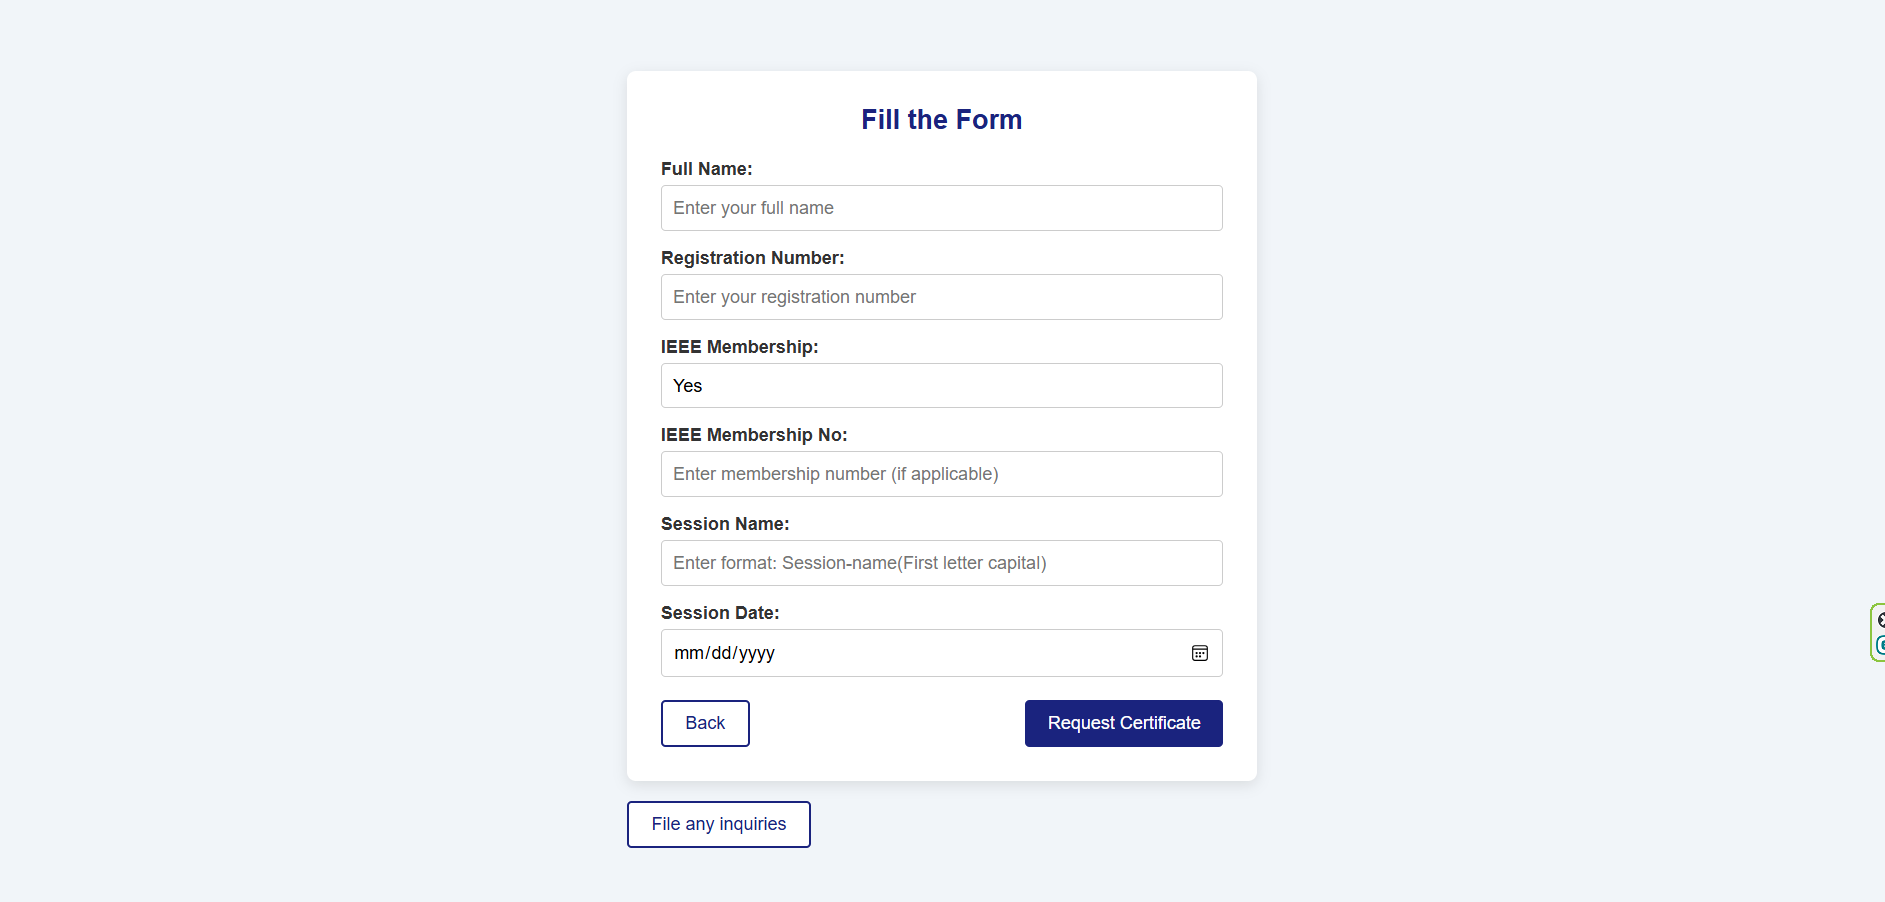 Fill the Form
Full Name:
Enter your full name
Registration Number:
Enter your registration number
IEEE Membership:
Yes
IEEE Membership No:
Enter membership number (if applicable)
Session Name:
Enter format: Session-name(First letter capital)
Session Date:
mm/dd/yyyy
Back
Request Certificate
File any inquiries